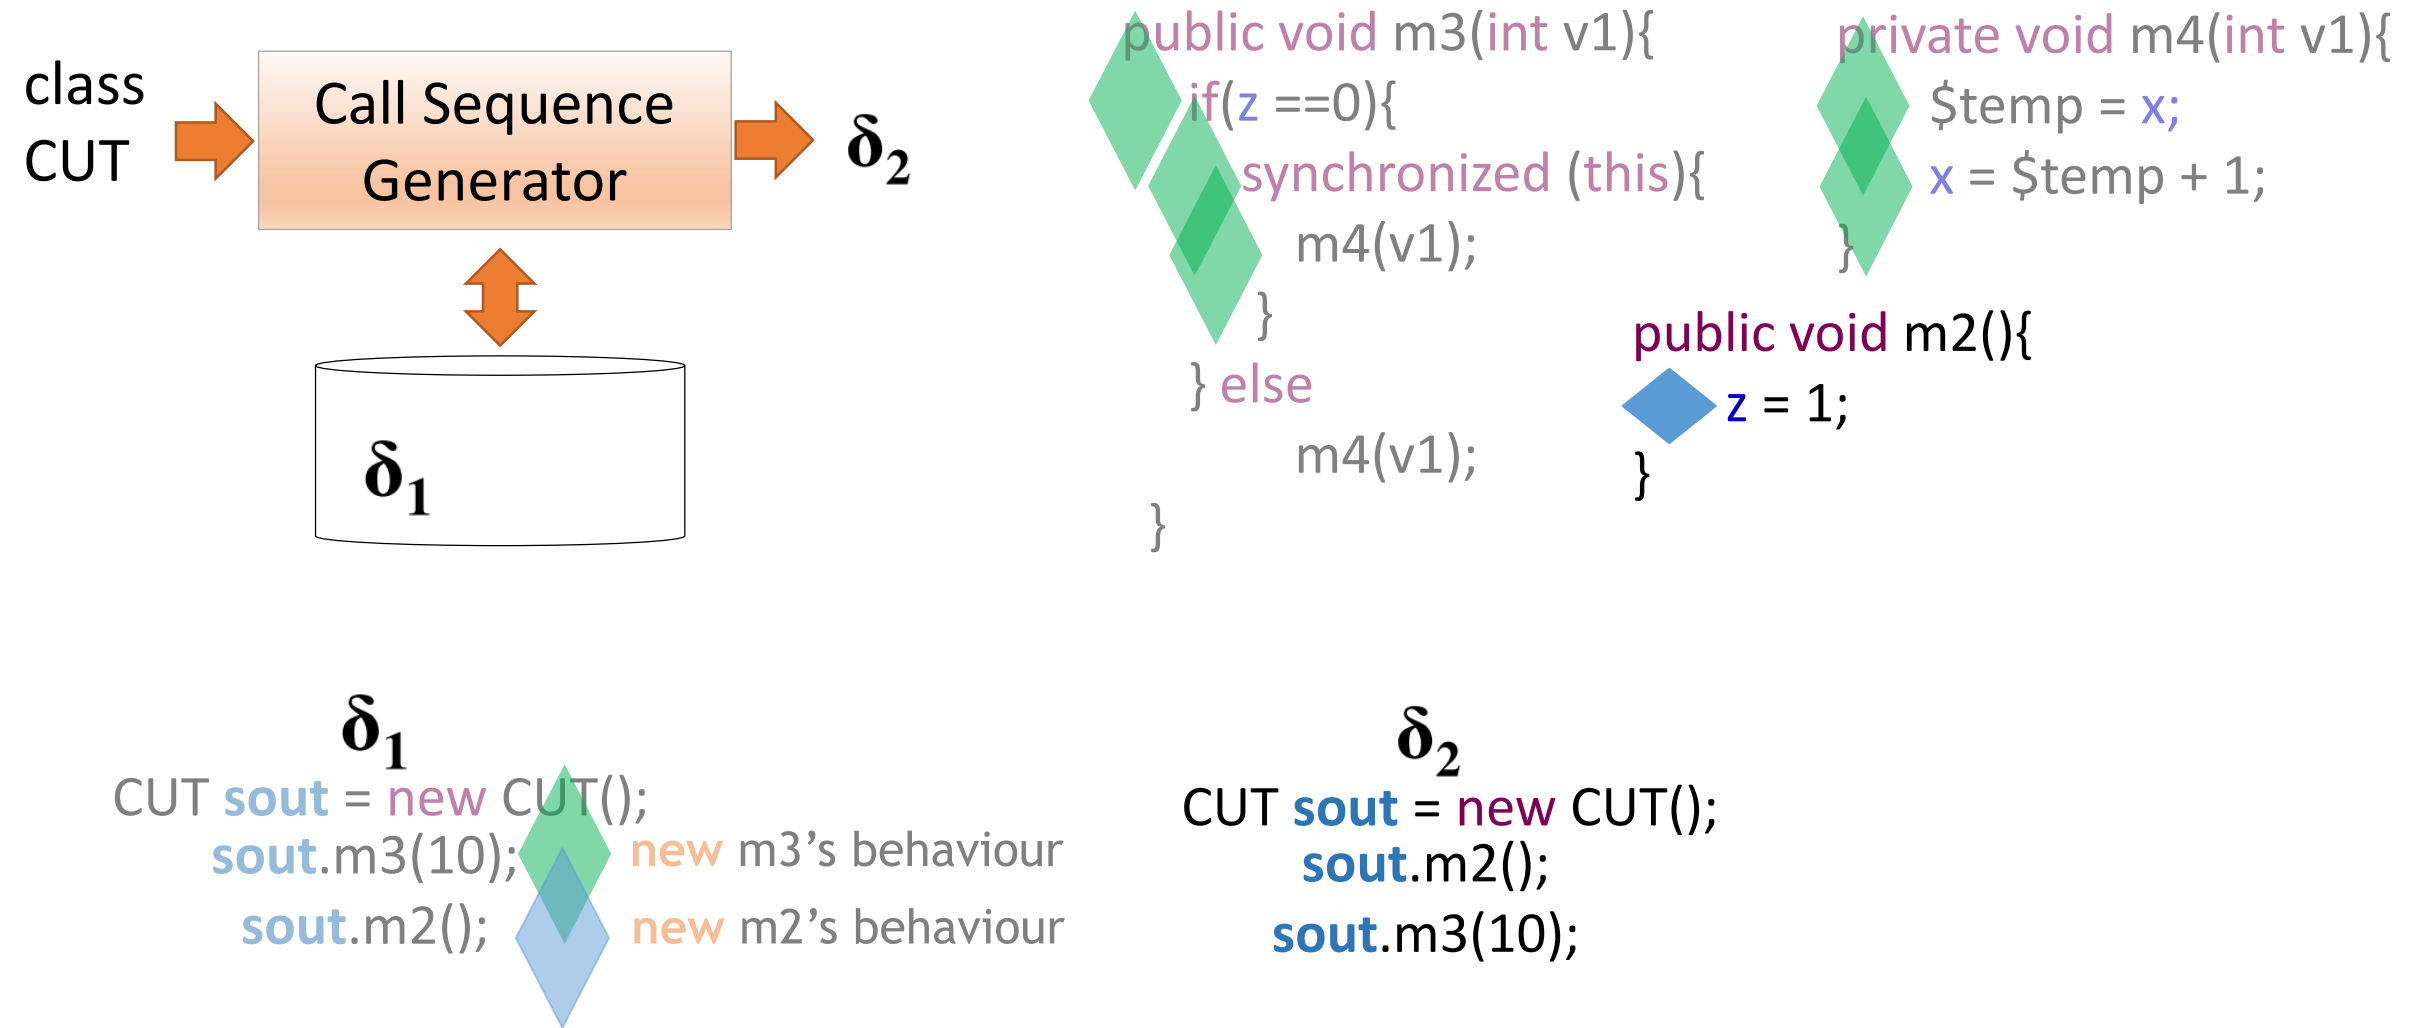 class
CUT
Call Sequence
Generator
δ2
δ1
public void m3(int v1){
if(z ==0){
synchronized (this){
m4(v1);
}
} else
m4(v1);
}
private void m4(int v1){
$temp = x;
x = $temp + 1;
}
public void m2(){
z = 1;
}
δ1
CUT sout = new CUT();
sout.m3(10); new m3’s behaviour
sout.m2(); new m2’s behaviour
δ2
CUT sout = new CUT();
sout.m2();
sout.m3(10);